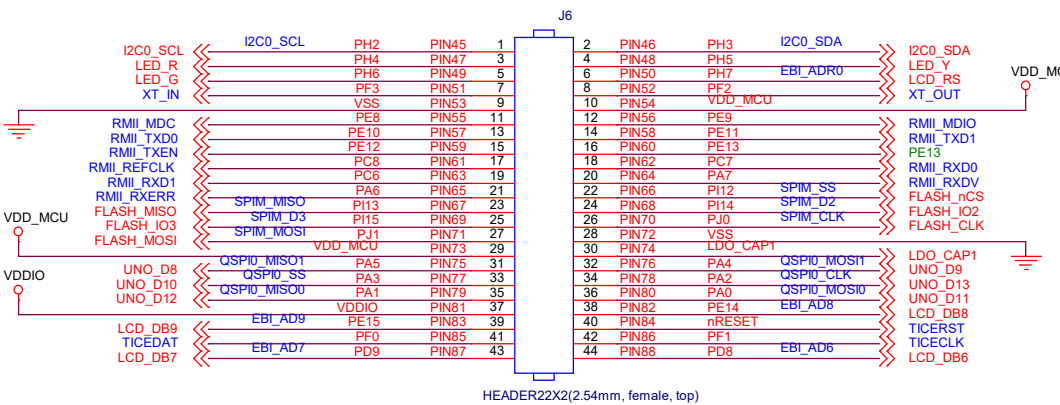 J6
I2C0_SCL I2C0_SCL PH2 PIN45 1 2 PIN46 PH3 I2C0_SDA I2C0_SDA
LED_R PH4 PIN47 3 4 PIN48 PH5 LED_Y
LED_G PH6 PIN49 5 6 PIN50 PH7 EBI_ADR0 LCD_RS
XT_IN PF3 PIN51 7 8 PIN52 PF2 XT_OUT
VSS PIN53 9 10 PIN54 VDD_MCU VDD_MC
RMII_MDC PE8 PIN55 11 12 PIN56 PE9 RMII_MDIO
RMII_TXD0 PE10 PIN57 13 14 PIN58 PE11 RMII_TXD1
RMII_TXEN PE12 PIN59 15 16 PIN60 PE13 PE13
RMII_REFCLK PC8 PIN61 17 18 PIN62 PC7 RMII_RXD0
RMII_RXD1 PC6 PIN63 19 20 PIN64 PA7 RMII_RXDV
RMII_RXERR PA6 PIN65 21 22 PIN66 PI12 SPIM_SS FLASH_nCS
FLASH_MISO SPIM_MISO PI13 PIN67 23 24 PIN68 PI14 SPIM_D2 FLASH_IO2
FLASH_IO3 SPIM_D3 PI15 PIN69 25 26 PIN70 PJ0 SPIM_CLK FLASH_CLK
VDD_MCU FLASH_MOSI SPIM_MOSI PJ1 PIN71 27 28 PIN72 VSS
VDD_MCU PIN73 29 30 PIN74 LDO_CAP1 LDO_CAP1
UNO_D8 QSPI0_MISO1 PA5 PIN75 31 32 PIN76 PA4 QSPI0_MOSI1 UNO_D9
VDDIO UNO_D10 QSPI0_SS PA3 PIN77 33 34 PIN78 PA2 QSPI0_CLK UNO_D13
UNO_D12 QSPI0_MISO0 PA1 PIN79 35 36 PIN80 PA0 QSPI0_MOSI0 UNO_D11
VDDIO PIN81 37 38 PIN82 PE14 EBI_AD8 LCD_DB8
LCD_DB9 EBI_AD9 PE15 PIN83 39 40 PIN84 nRESET TICERST
TICEDAT PF0 PIN85 41 42 PIN86 PF1 TICECLK
LCD_DB7 EBI_AD7 PD9 PIN87 43 44 PIN88 PD8 EBI_AD6 LCD_DB6
HEADER22X2(2.54mm, female, top)